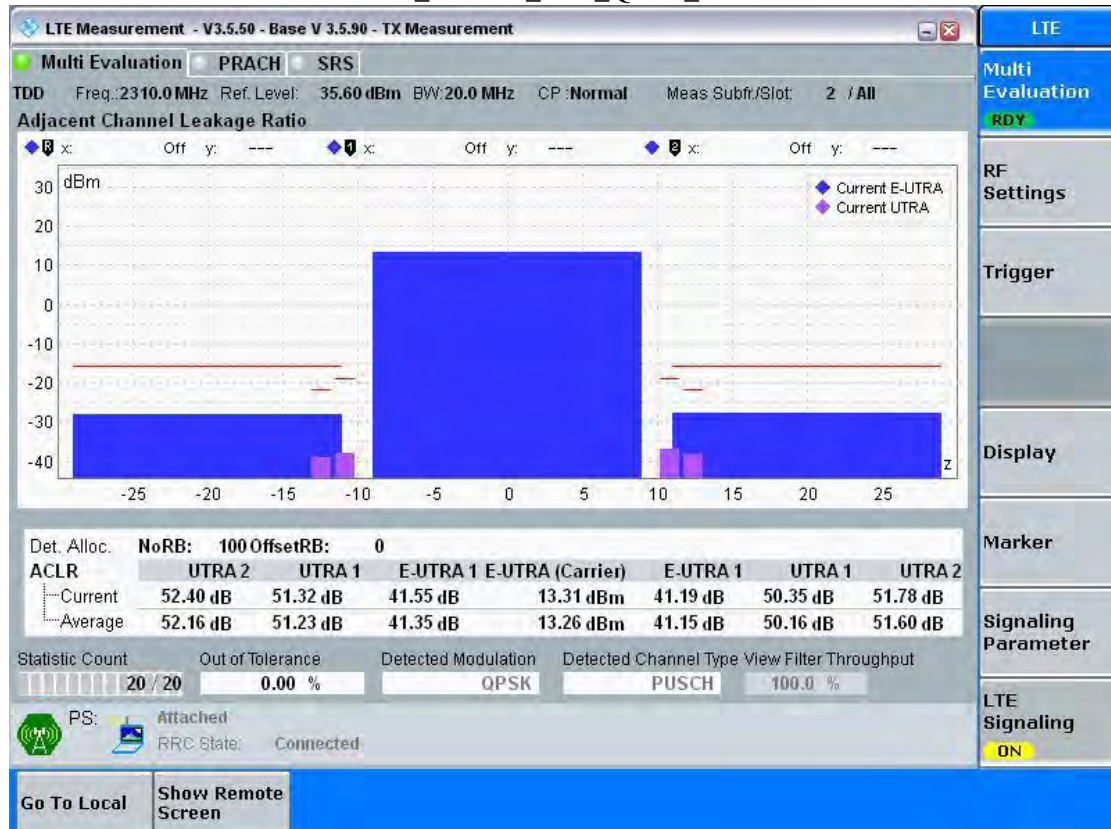 LTE Measurement - V3.5.50 - Base V 3.5.90 - TX Measurement
LTE
Multi Evaluation PRACH SRS
TDD Freq.:2310.0 MHz Ref. Level: 35.60 dBm BW:20.0 MHz CP :Normal Meas Subfr./Slot: 2 / All
Adjacent Channel Leakage Ratio
R x: Off y: --- 1 x: Off y: --- 2 x: Off y: ---
dBm
Current E-UTRA
Current UTRA
30
20
10
0
-10
-20
-30
-40
z
-25 -20 -15 -10 -5 0 5 10 15 20 25
Det. Alloc. NoRB: 100 OffsetRB: 0
ACLR UTRA 2 UTRA 1 E-UTRA 1 E-UTRA (Carrier) E-UTRA 1 UTRA 1 UTRA 2
Current 52.40 dB 51.32 dB 41.55 dB 13.31 dBm 41.19 dB 50.35 dB 51.78 dB
Average 52.16 dB 51.23 dB 41.35 dB 13.26 dBm 41.15 dB 50.16 dB 51.60 dB
Statistic Count Out of Tolerance Detected Modulation Detected Channel Type View Filter Throughput
20 / 20 0.00 % QPSK PUSCH 100.0 %
PS: Attached
RRC State: Connected
Multi
Evaluation
RDY
RF
Settings
Trigger
Display
Marker
Signaling
Parameter
LTE
Signaling
ON
Go To Local
Show Remote
Screen